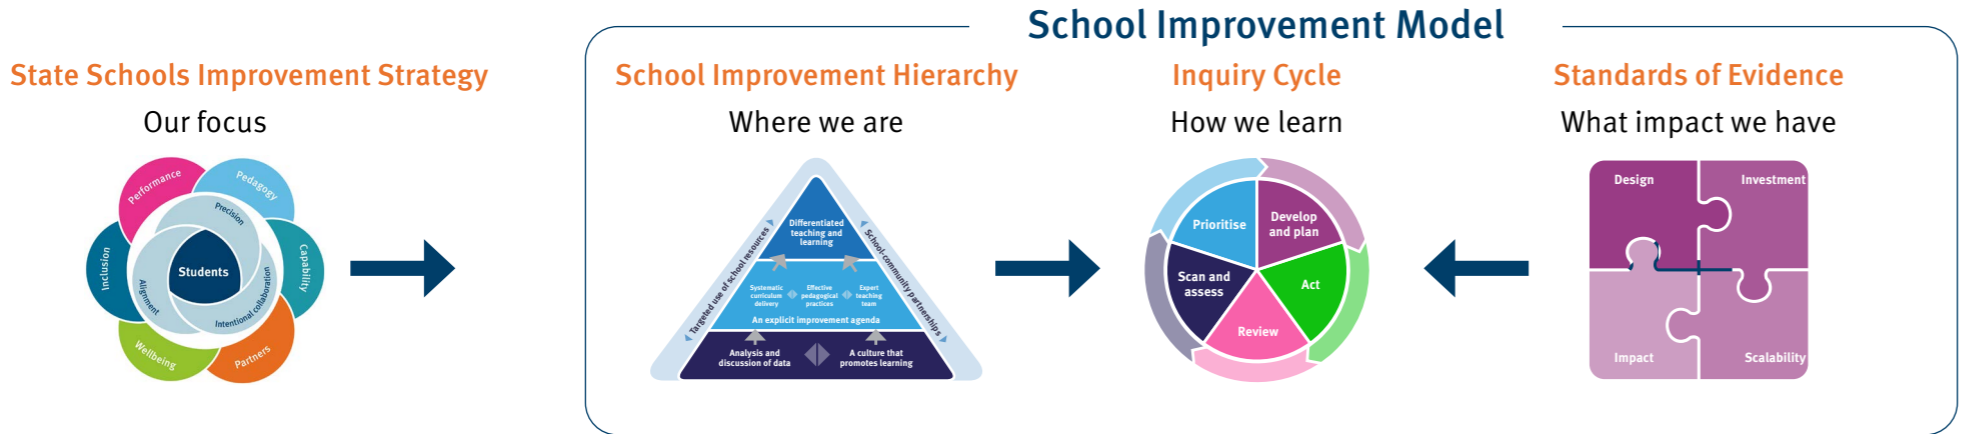 School Improvement Model
State Schools Improvement Strategy
Our focus
Performance
Pedagogy
Capability
Partners
Wellbeing
Inclusion
Precision
Intentional collaboration
Alignment
Students
School Improvement Hierarchy
Where we are
Targeted use of school resources
School-community partnerships
Differentiated
teaching and
learning
Systematic
curriculum
delivery
Effective
pedagogical
practices
Expert
teaching
team
An explicit improvement agenda
Analysis and
discussion of data
A culture that
promotes learning
Inquiry Cycle
How we learn
Prioritise
Develop
and plan
Act
Review
Scan and
assess
Standards of Evidence
What impact we have
Design
Investment
Impact
Scalability